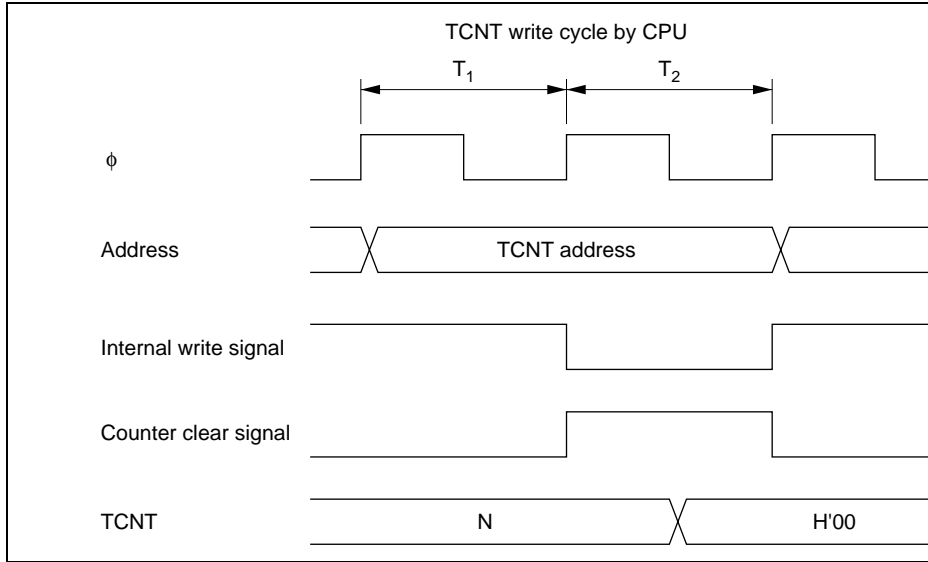 TCNT write cycle by CPU
T1 T2
ϕ
Address TCNT address
Internal write signal
Counter clear signal
TCNT N H'00